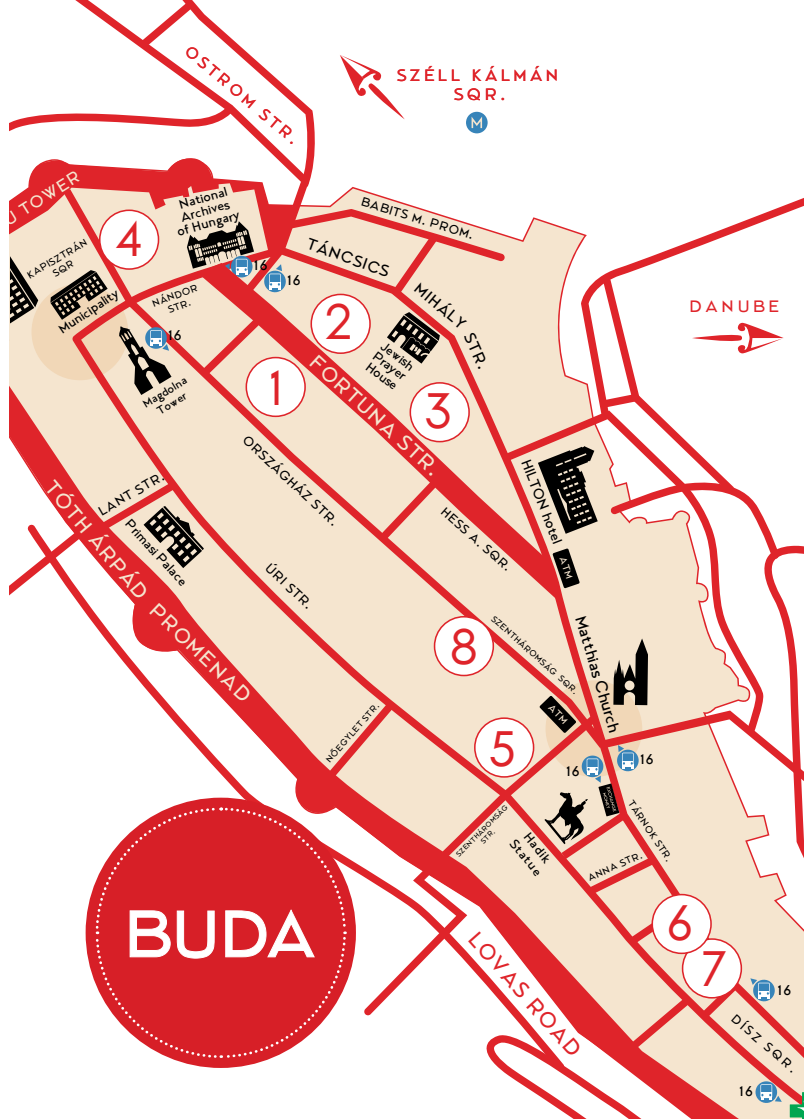 OSTROM STR.
SZÉLL KÁLMÁN
SQR.
M
U TOWER
National
Archives
of Hungary
BABITS M. PROM.
4
KAPISZTRÁN
SQR
TÁNCSICS
16
16
Municipality
NÁNDOR
STR.
MIHÁLY STR.
DANUBE
2
16
Jewish
Prayer
House
Magdolna
Tower
1
FORTUNA STR.
3
ORSZÁGHÁZ STR.
LANT STR.
HILTON hotel
TÓTH ÁRPÁD PROMENAD
Primasi Palace
HESS A. SQR.
ATM
ÚRI STR.
8
SZENTHÁROMSÁG SQR.
Matthias Church
ATM
NŐEGYLET STR.
5
16
16
EXCHANGE
MONEY
SZENTHÁROMSÁG
STR.
Hadik
Statue
TÁRNOK STR.
ANNA STR.
BUDA
6
7
LOVAS ROAD
16
DÍSZ SQR.
16